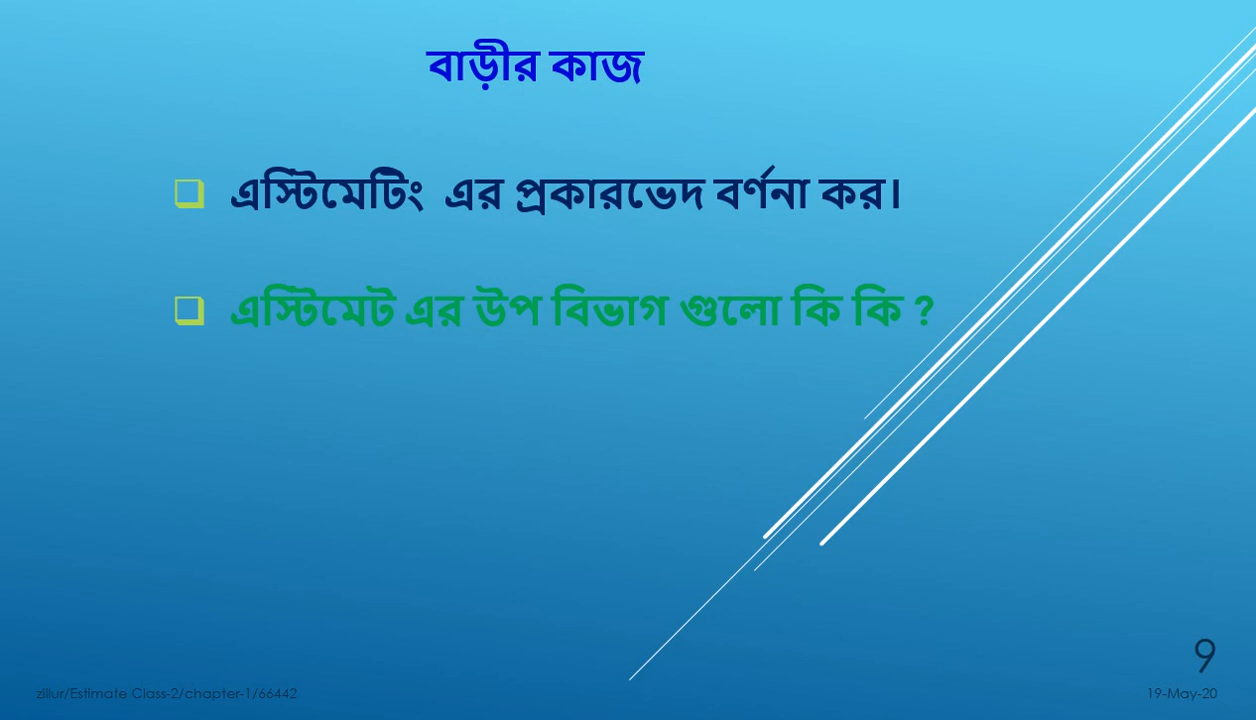 বাড়ীর কাজ
এস্টিমেটিং এর প্রকারভেদ বর্ণনা কর।
এস্টিমেট এর উপ বিভাগ গুলো কি কি ?
9
zillur/Estimate Class-2/chapter-1/66442
19-May-20